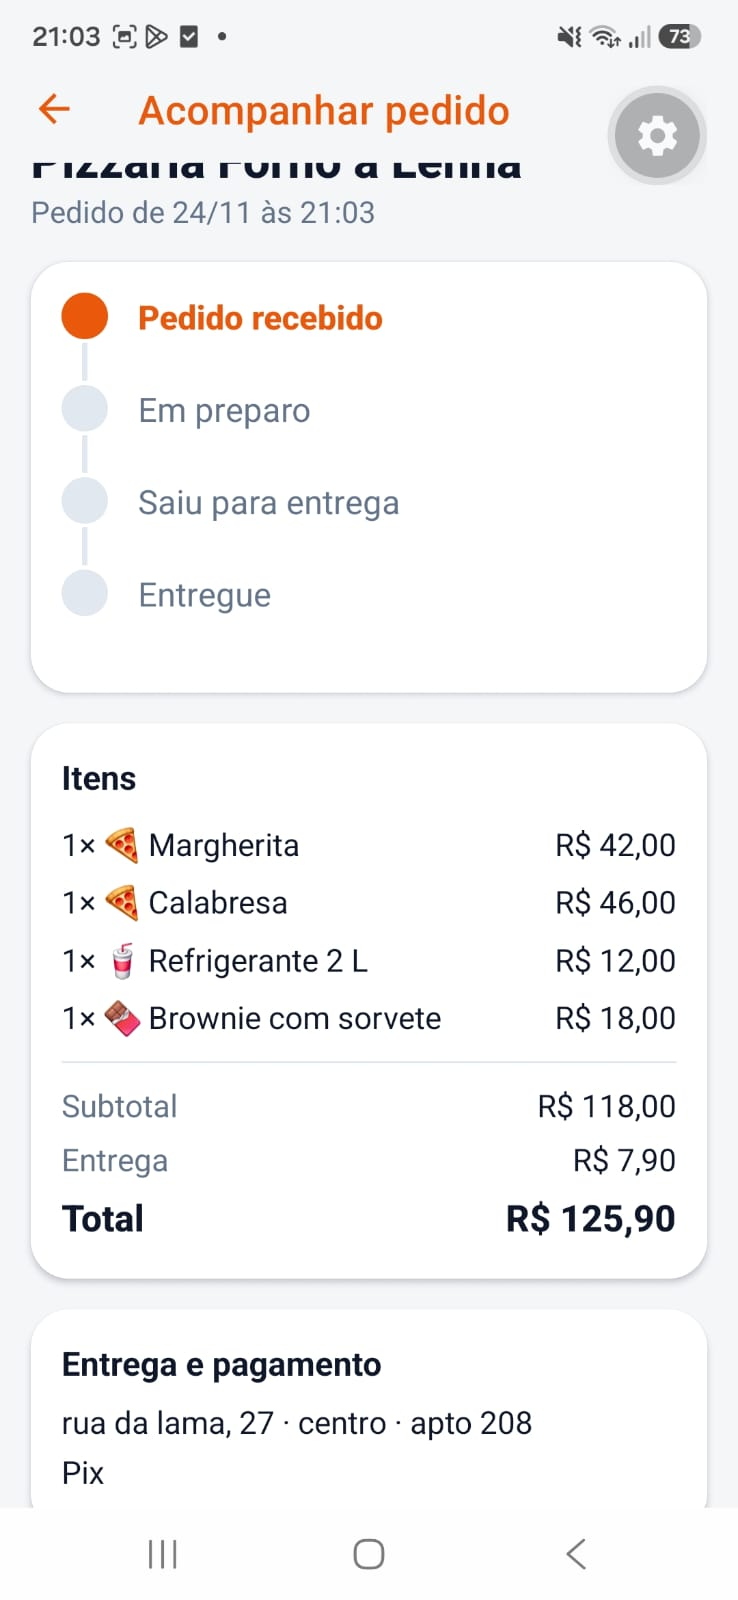 21:03
73
Acompanhar pedido
Pizzaria Forno a Lenha
Pedido de 24/11 às 21:03
Pedido recebido
Em preparo
Saiu para entrega
Entregue
Itens
1× Margherita R$ 42,00
1× Calabresa R$ 46,00
1× Refrigerante 2 L R$ 12,00
1× Brownie com sorvete R$ 18,00
Subtotal R$ 118,00
Entrega R$ 7,90
Total R$ 125,90
Entrega e pagamento
rua da lama, 27 · centro · apto 208
Pix